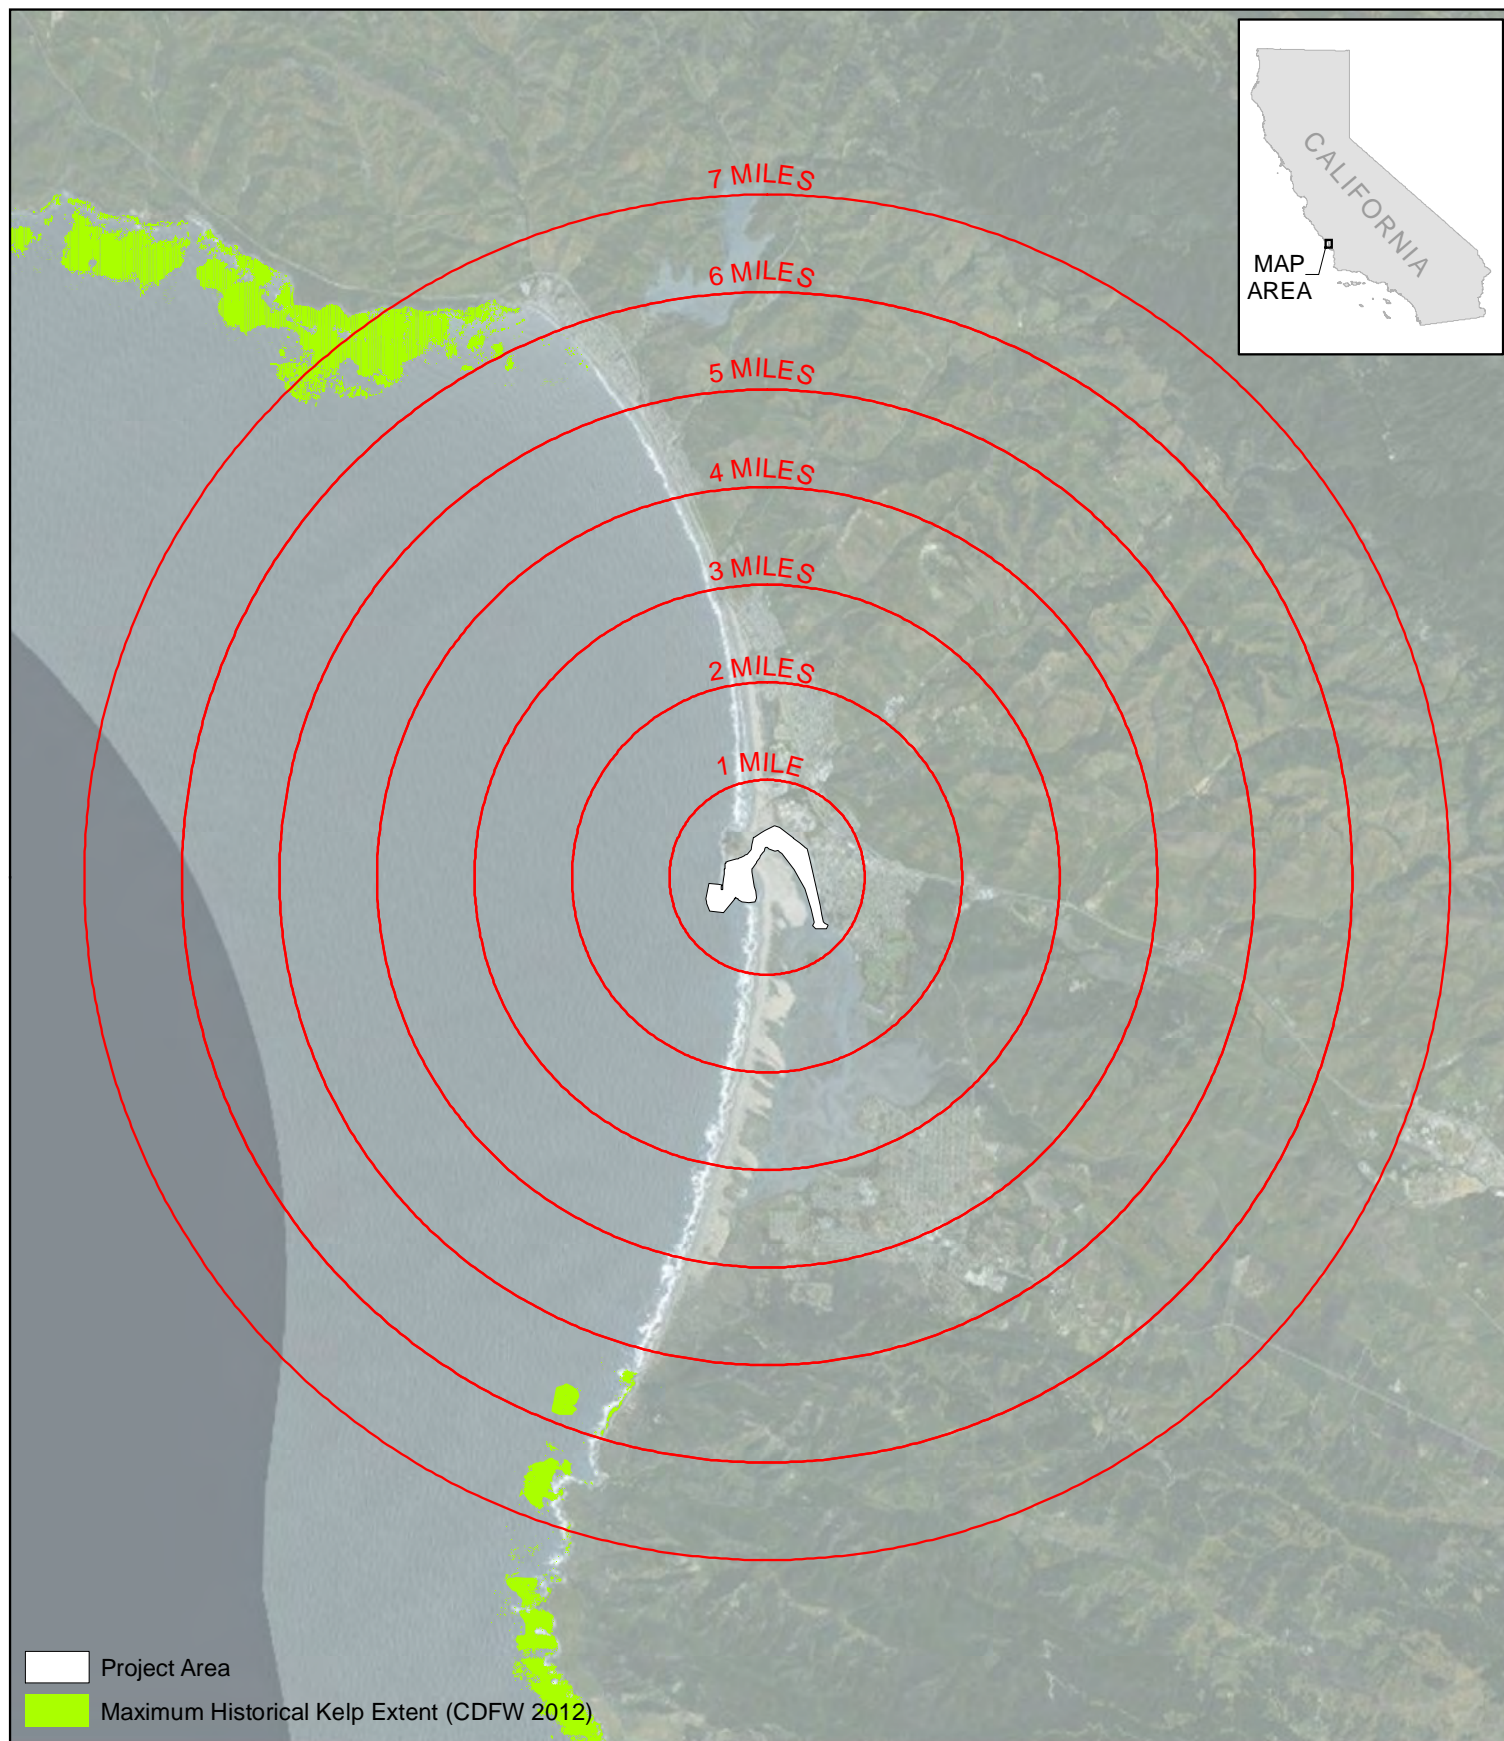 CALIFORNIA
MAP
AREA
7 MILES
6 MILES
5 MILES
4 MILES
3 MILES
2 MILES
1 MILE
Project Area
Maximum Historical Kelp Extent (CDFW 2012)